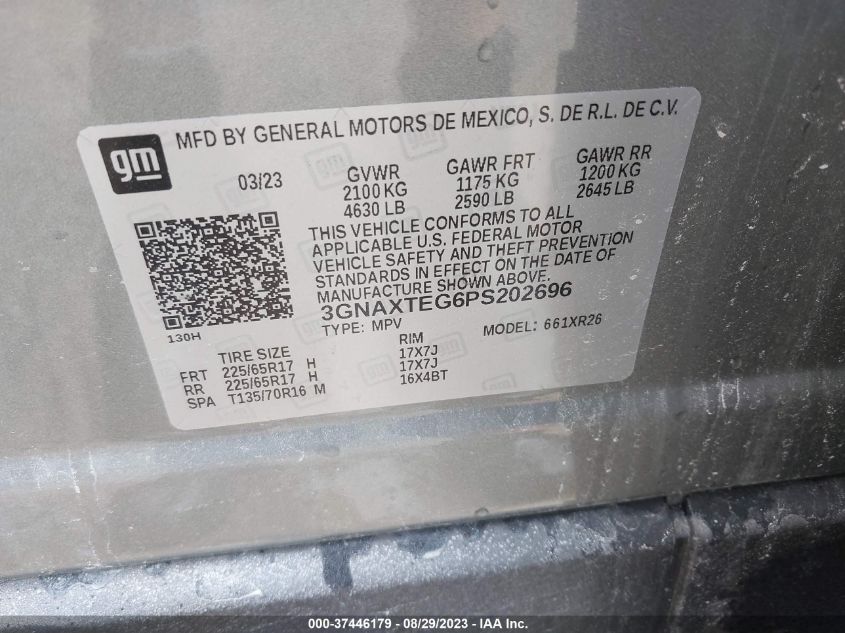 gm
MFD BY GENERAL MOTORS DE MEXICO, S. DE R.L. DE C.V.
03/23 GVWR GAWR FRT GAWR RR
2100 KG 1175 KG 1200 KG
4630 LB 2590 LB 2645 LB
THIS VEHICLE CONFORMS TO ALL
APPLICABLE U.S. FEDERAL MOTOR
VEHICLE SAFETY AND THEFT PREVENTION
STANDARDS IN EFFECT ON THE DATE OF
MANUFACTURE SHOWN ABOVE.
3GNAXTEG6PS202696
130H TYPE: MPV MODEL: 661XR26
TIRE SIZE RIM
FRT 225/65R17 H 17X7J
RR 225/65R17 H 17X7J
SPA T135/70R16 M 16X4BT
000-37446179 - 08/29/2023 - IAA Inc.